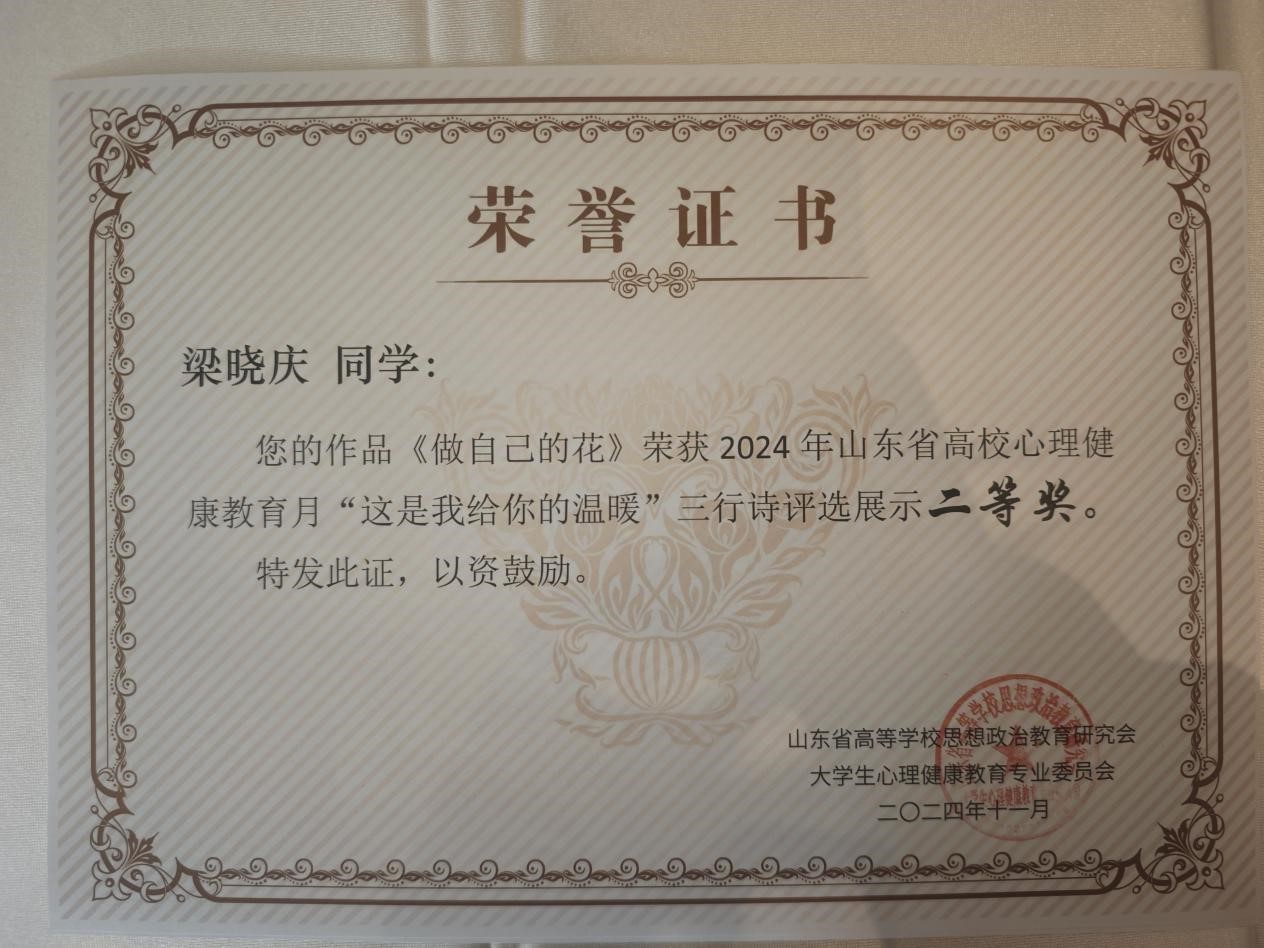 荣誉证书
梁晓庆 同学：
您的作品《做自己的花》荣获 2024 年山东省高校心理健
康教育月“这是我给你的温暖”三行诗评选展示二等奖。
特发此证，以资鼓励。
山东省高等学校思想政治教育研究会
大学生心理健康教育专业委员会
二〇二四年十一月